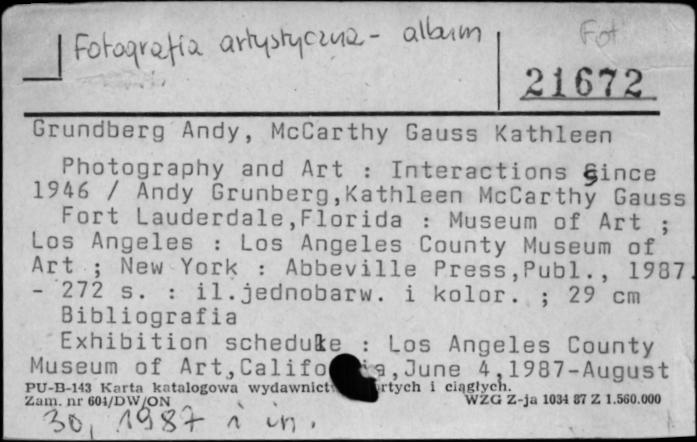 Fotografia artystyczna - album
Fot
21672
Grundberg Andy, McCarthy Gauss Kathleen
Photography and Art : Interactions Since
1946 / Andy Grunberg,Kathleen McCarthy Gauss
Fort Lauderdale,Florida : Museum of Art ;
Los Angeles : Los Angeles County Museum of
Art ; New York : Abbeville Press,Publ., 1987.
- 272 s. : il.jednobarw. i kolor. ; 29 cm
Bibliografia
Exhibition schedule : Los Angeles County
Museum of Art,Califo ia,June 4,1987-August
PU-B-143 Karta katalogowa wydawnict rtych i ciągłych.
Zam. nr 604/DW/ON WZG Z-ja 1034 87 Z 1.560.000
30, 1987 i in.